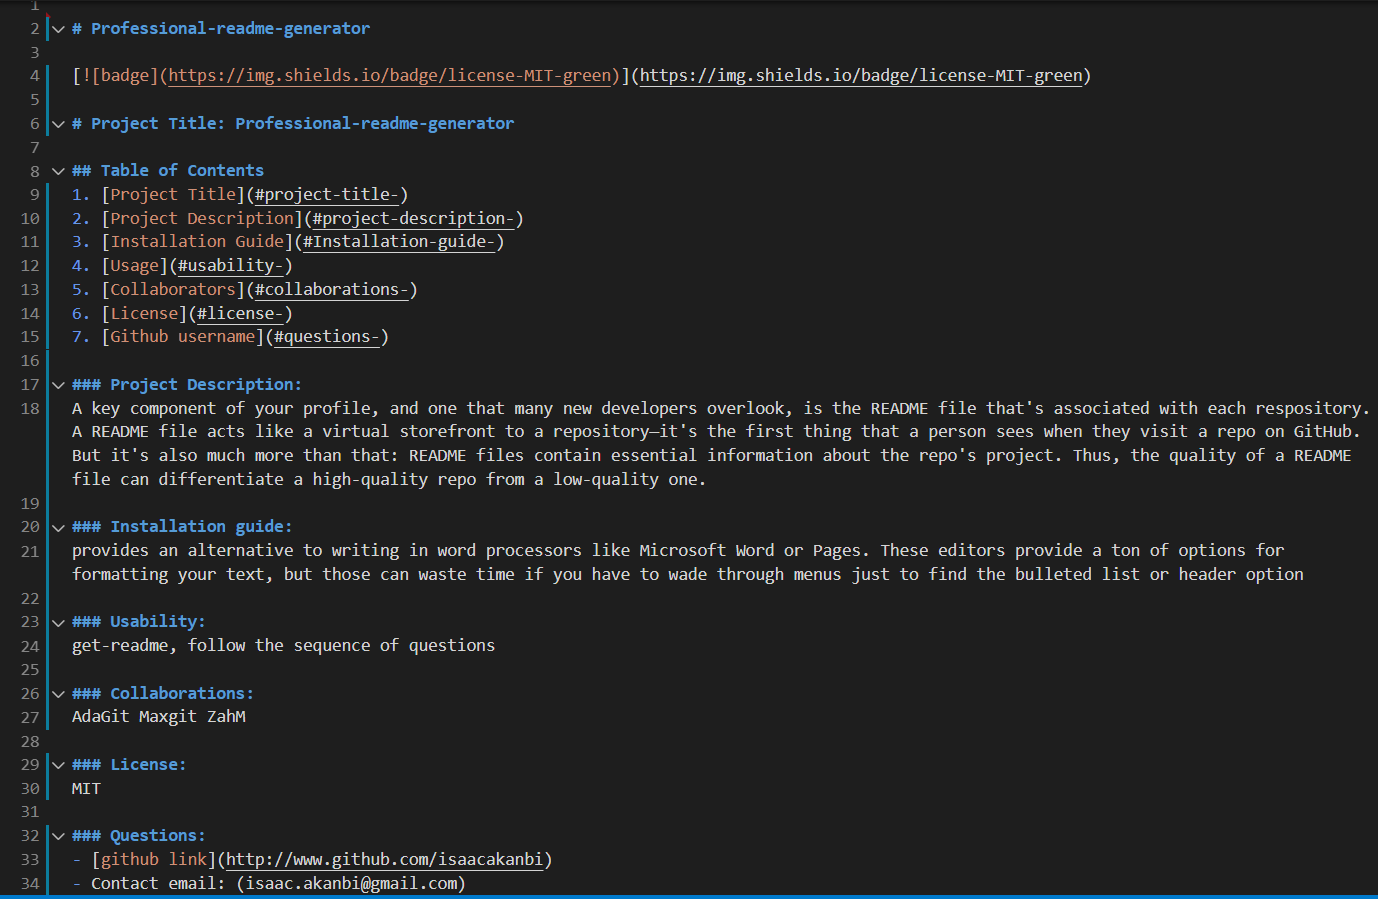 1
2 # Professional-readme-generator
3
4 [![badge](https://img.shields.io/badge/license-MIT-green)](https://img.shields.io/badge/license-MIT-green)
5
6 # Project Title: Professional-readme-generator
7
8 ## Table of Contents
9 1. [Project Title](#project-title-)
10 2. [Project Description](#project-description-)
11 3. [Installation Guide](#Installation-guide-)
12 4. [Usage](#usability-)
13 5. [Collaborators](#collaborations-)
14 6. [License](#license-)
15 7. [Github username](#questions-)
16
17 ### Project Description:
18 A key component of your profile, and one that many new developers overlook, is the README file that's associated with each respository.
A README file acts like a virtual storefront to a repository—it's the first thing that a person sees when they visit a repo on GitHub.
But it's also much more than that: README files contain essential information about the repo's project. Thus, the quality of a README
file can differentiate a high-quality repo from a low-quality one.
19
20 ### Installation guide:
21 provides an alternative to writing in word processors like Microsoft Word or Pages. These editors provide a ton of options for
formatting your text, but those can waste time if you have to wade through menus just to find the bulleted list or header option
22
23 ### Usability:
24 get-readme, follow the sequence of questions
25
26 ### Collaborations:
27 AdaGit Maxgit ZahM
28
29 ### License:
30 MIT
31
32 ### Questions:
33 - [github link](http://www.github.com/isaacakanbi)
34 - Contact email: (isaac.akanbi@gmail.com)